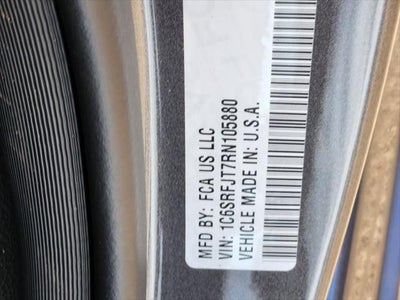 MFD BY: FCA US LLC
VIN: 1C6SRFJT7RN105880
VEHICLE MADE IN: U.S.A.